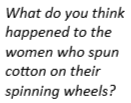 What do you think
happened to the
women who spun
cotton on their
spinning wheels?